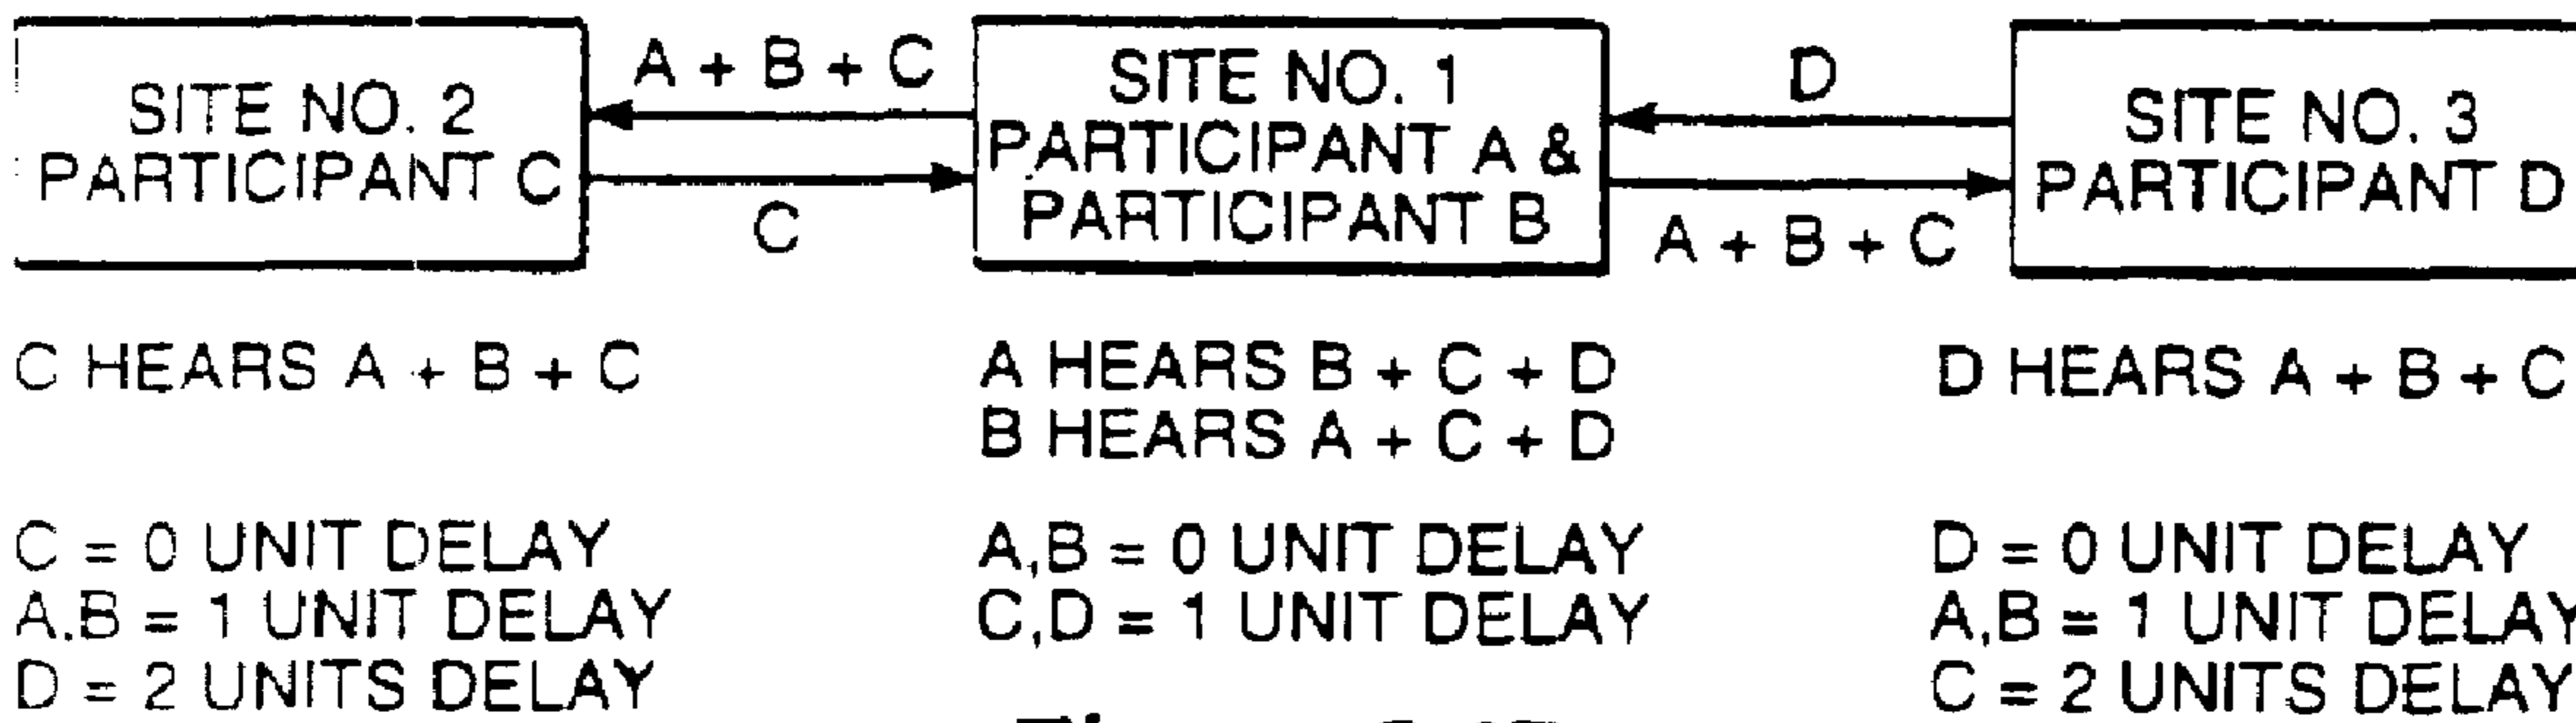 SITE NO. 2
PARTICIPANT C
A + B + C
C
SITE NO. 1
PARTICIPANT A &
PARTICIPANT B
D
A + B + C
SITE NO. 3
PARTICIPANT D
C HEARS A + B + C
A HEARS B + C + D
B HEARS A + C + D
D HEARS A + B + C
C = 0 UNIT DELAY
A,B = 1 UNIT DELAY
D = 2 UNITS DELAY
A,B = 0 UNIT DELAY
C,D = 1 UNIT DELAY
D = 0 UNIT DELAY
A,B = 1 UNIT DELAY
C = 2 UNITS DELAY